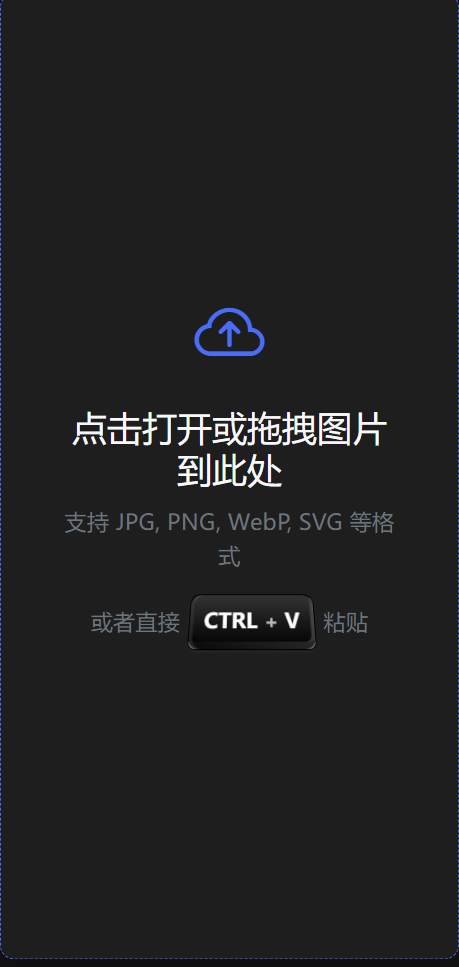 点击打开或拖拽图片
到此处
支持 JPG, PNG, WebP, SVG 等格
式
或者直接 CTRL + V 粘贴